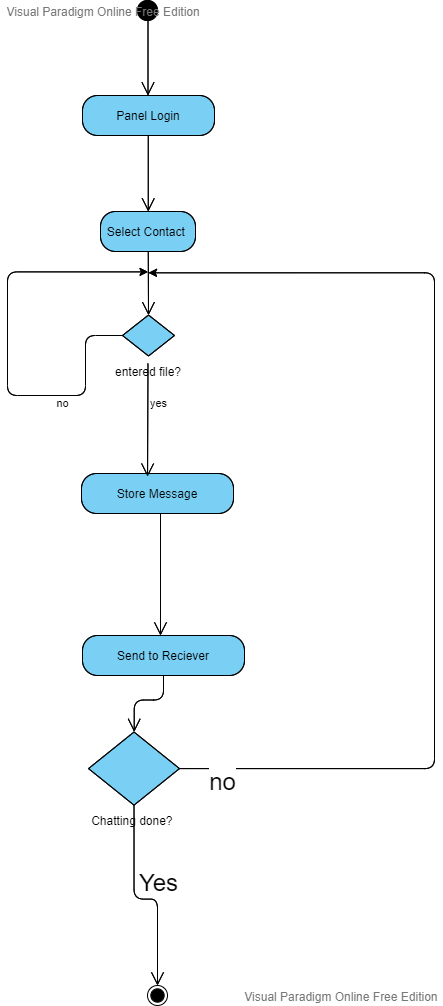 Visual Paradigm Online Free Edition
Panel Login
Select Contact
entered file?
no
yes
Store Message
Send to Reciever
no
Chatting done?
Yes
Visual Paradigm Online Free Edition